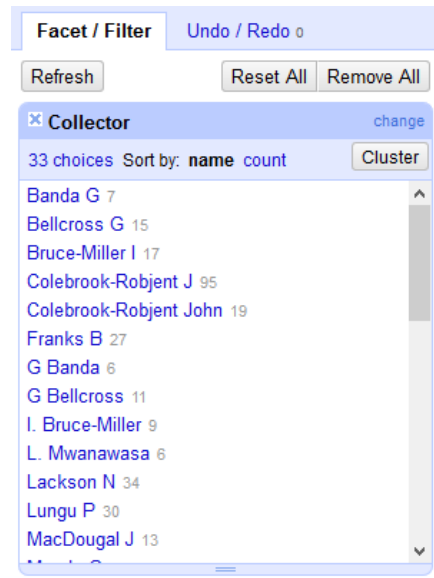 Facet / Filter Undo / Redo 0
Refresh Reset All Remove All
Collector change
33 choices Sort by: name count Cluster
Banda G 7
Bellcross G 15
Bruce-Miller I 17
Colebrook-Robjent J 95
Colebrook-Robjent John 19
Franks B 27
G Banda 6
G Bellcross 11
I. Bruce-Miller 9
L. Mwanawasa 6
Lackson N 34
Lungu P 30
MacDougal J 13